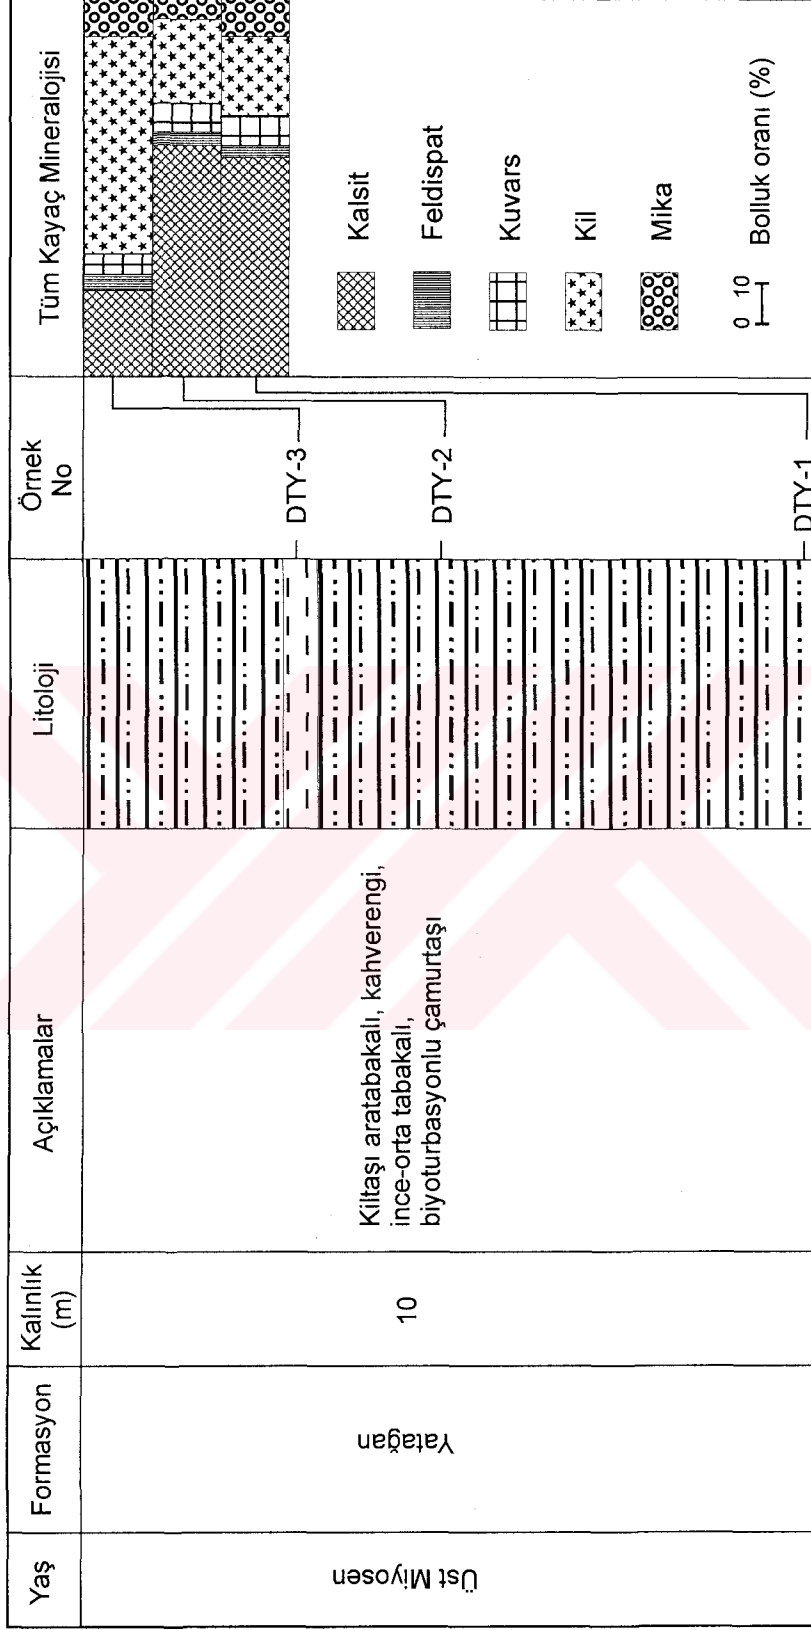 Yaş
Formasyon
Kalınlık
(m)
Açıklamalar
Litoloji
Örnek
No
Tüm Kayaç Mineralojisi
Üst Miyosen
Yatağan
10
Kiltaşı aratabakalı, kahverengi,
ince-orta tabakalı,
biyoturbasyonlu çamurtaşı
DTY-3
DTY-2
DTY-1
Kalsit
Feldispat
Kuvars
Kil
Mika
0 10
Bolluk oranı (%)